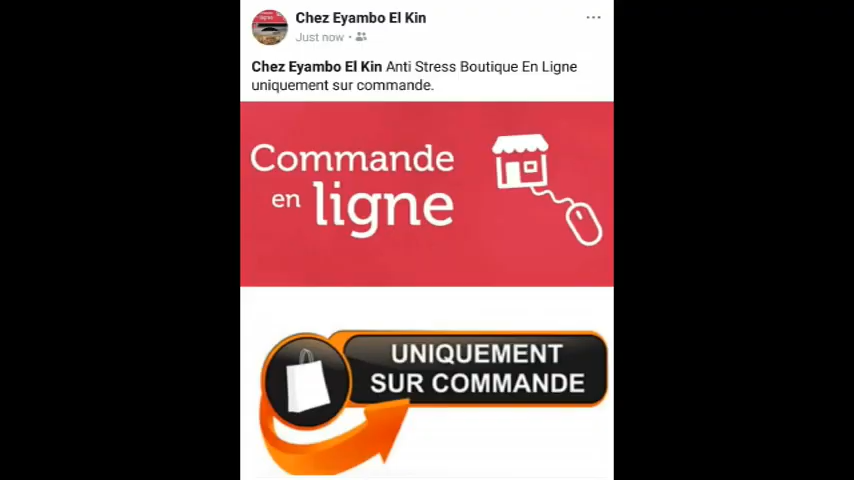 Chez Eyambo El Kin
Just now
Chez Eyambo El Kin Anti Stress Boutique En Ligne
uniquement sur commande.
Commande
en ligne
UNIQUEMENT
SUR COMMANDE